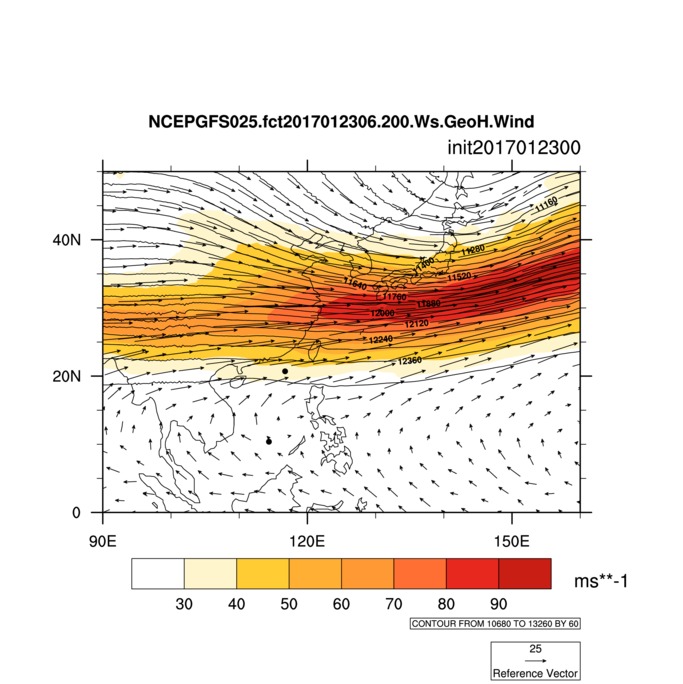 NCEPGFS025.fct2017012306.200.Ws.GeoH.Wind
init2017012300
11160
40N
11280
11400
11520
11640
11760
11880
12000
12120
12240
12360
20N
0
90E 120E 150E
ms**-1
30 40 50 60 70 80 90
CONTOUR FROM 10680 TO 13260 BY 60
25
Reference Vector